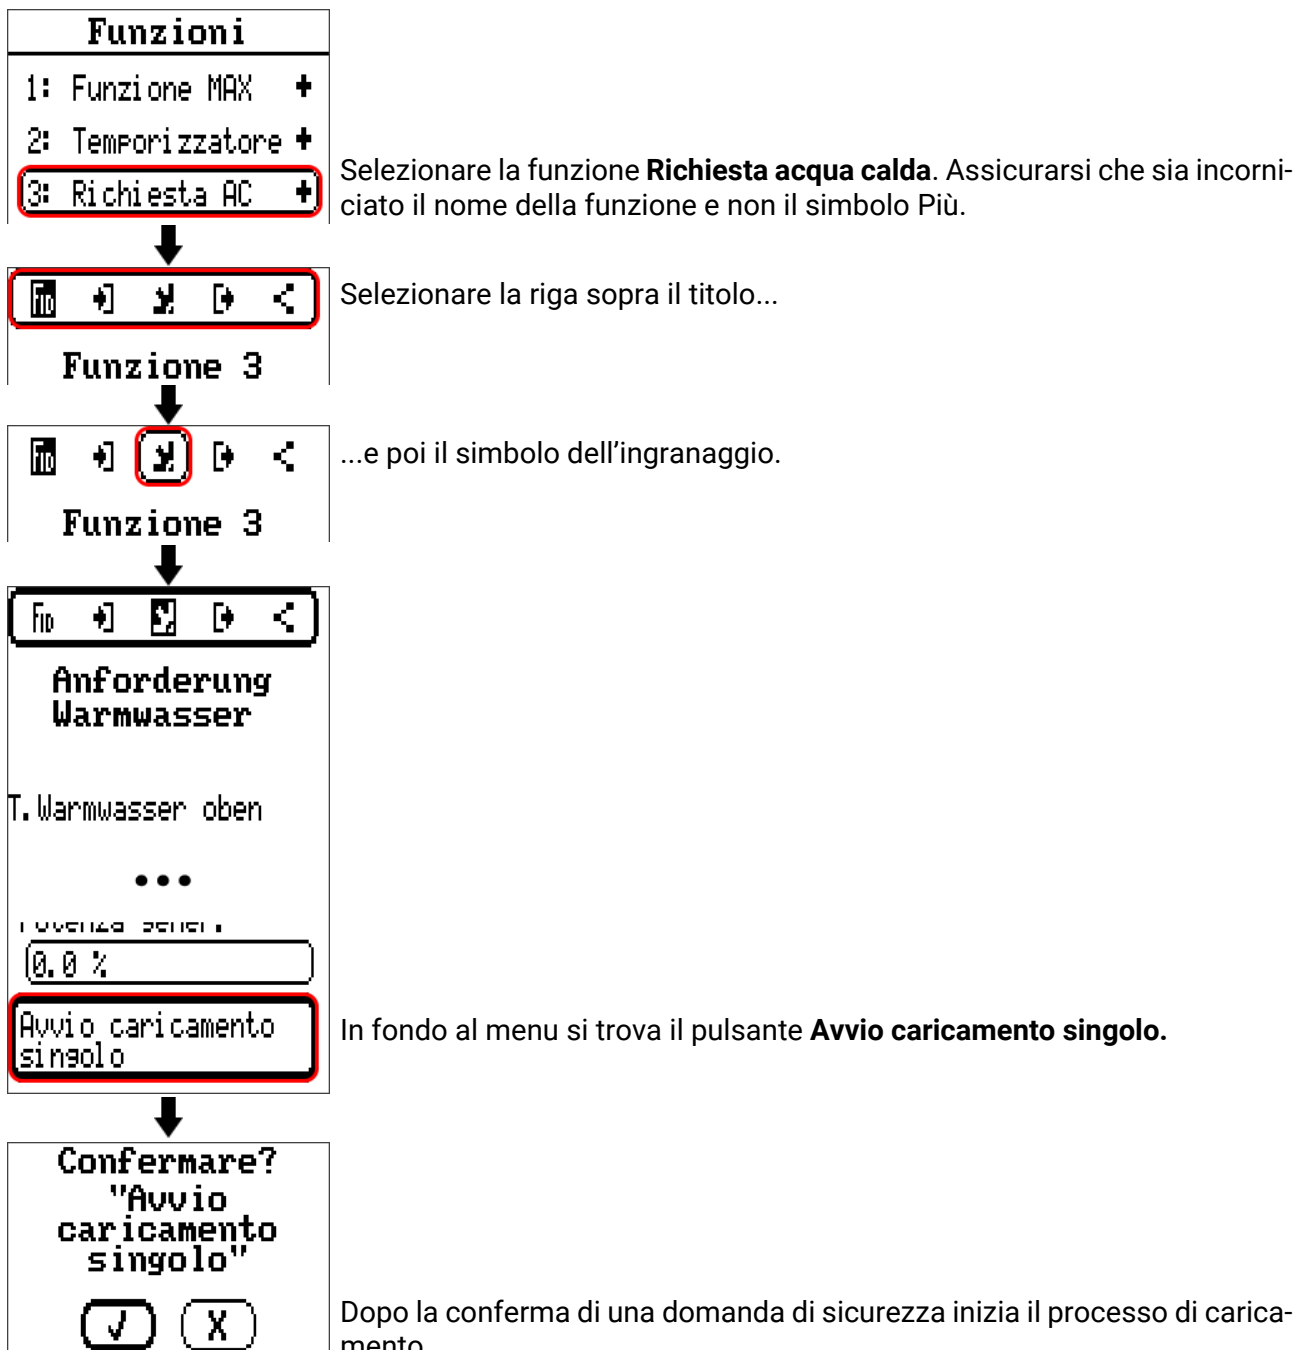 Funzioni
1: Funzione MAX +
2: Temporizzatore +
3: Richiesta AC +
Selezionare la funzione Richiesta acqua calda. Assicurarsi che sia incorni-
ciato il nome della funzione e non il simbolo Più.
FID
Selezionare la riga sopra il titolo...
Funzione 3
FID
...e poi il simbolo dell’ingranaggio.
Funzione 3
FID
Anforderung
Warmwasser
T.Warmwasser oben
...
0.0 %
Avvio caricamento
singolo
In fondo al menu si trova il pulsante Avvio caricamento singolo.
Confermare?
"Avvio
caricamento
singolo"
X
Dopo la conferma di una domanda di sicurezza inizia il processo di carica-
mento